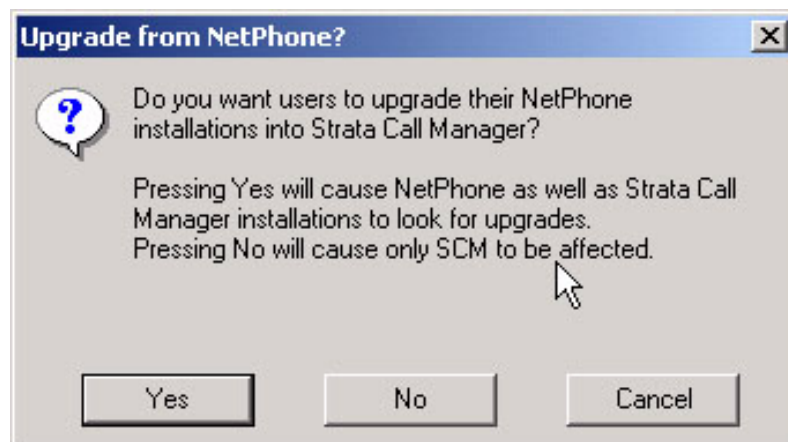 Upgrade from NetPhone?
Do you want users to upgrade their NetPhone
installations into Strata Call Manager?
Pressing Yes will cause NetPhone as well as Strata Call
Manager installations to look for upgrades.
Pressing No will cause only SCM to be affected.
Yes No Cancel